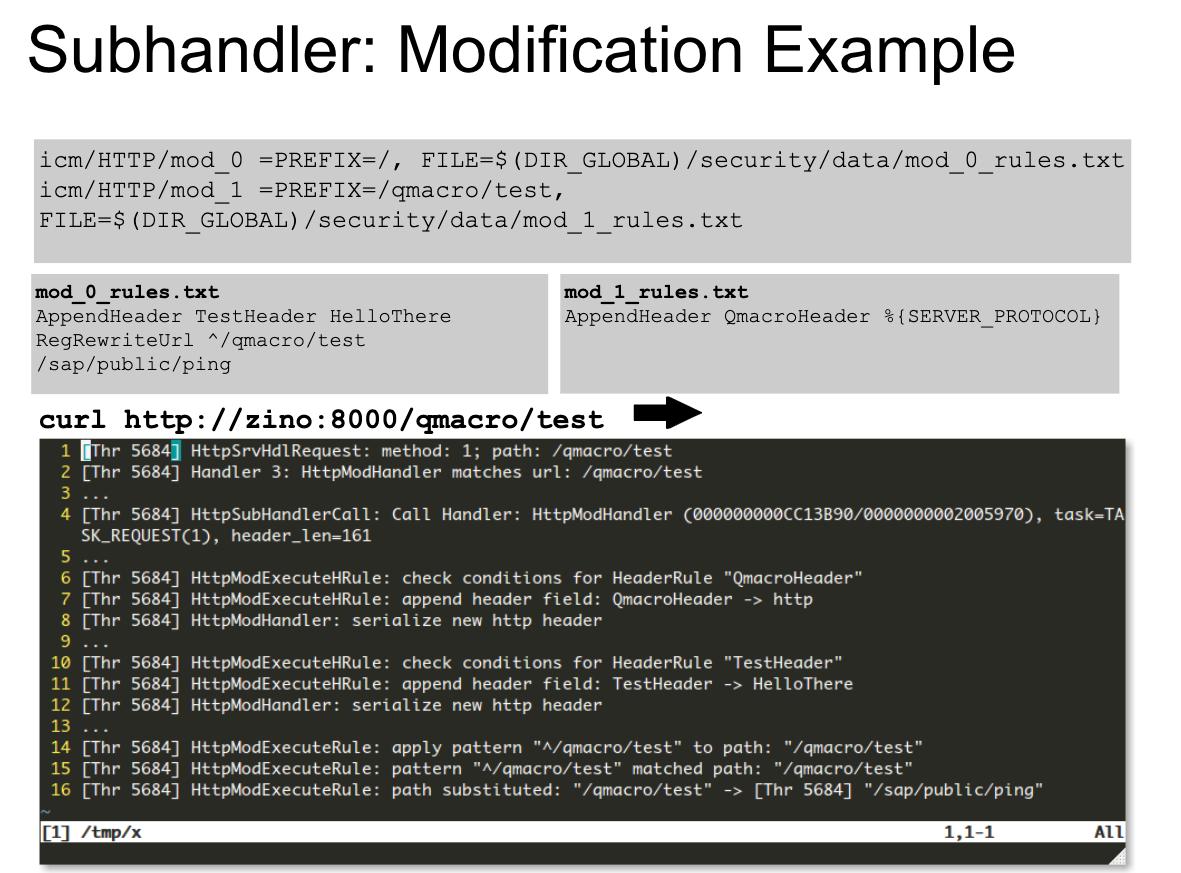 Subhandler: Modification Example
icm/HTTP/mod_0 =PREFIX=/, FILE=$(DIR_GLOBAL)/security/data/mod_0_rules.txt
icm/HTTP/mod_1 =PREFIX=/qmacro/test,
FILE=$(DIR_GLOBAL)/security/data/mod_1_rules.txt
mod_0_rules.txt
AppendHeader TestHeader HelloThere
RegRewriteUrl ^/qmacro/test
/sap/public/ping
mod_1_rules.txt
AppendHeader QmacroHeader %{SERVER_PROTOCOL}
curl http://zino:8000/qmacro/test
1 [Thr 5684] HttpSrvHdlRequest: method: 1; path: /qmacro/test
2 [Thr 5684] Handler 3: HttpModHandler matches url: /qmacro/test
3 ...
4 [Thr 5684] HttpSubHandlerCall: Call Handler: HttpModHandler (000000000CC13B90/0000000002005970), task=TA
SK_REQUEST(1), header_len=161
5 ...
6 [Thr 5684] HttpModExecuteHRule: check conditions for HeaderRule "QmacroHeader"
7 [Thr 5684] HttpModExecuteHRule: append header field: QmacroHeader -> http
8 [Thr 5684] HttpModHandler: serialize new http header
9 ...
10 [Thr 5684] HttpModExecuteHRule: check conditions for HeaderRule "TestHeader"
11 [Thr 5684] HttpModExecuteHRule: append header field: TestHeader -> HelloThere
12 [Thr 5684] HttpModHandler: serialize new http header
13 ...
14 [Thr 5684] HttpModExecuteRule: apply pattern "^/qmacro/test" to path: "/qmacro/test"
15 [Thr 5684] HttpModExecuteRule: pattern "^/qmacro/test" matched path: "/qmacro/test"
16 [Thr 5684] HttpModExecuteRule: path substituted: "/qmacro/test" -> [Thr 5684] "/sap/public/ping"
~
[1] /tmp/x 1,1-1 All